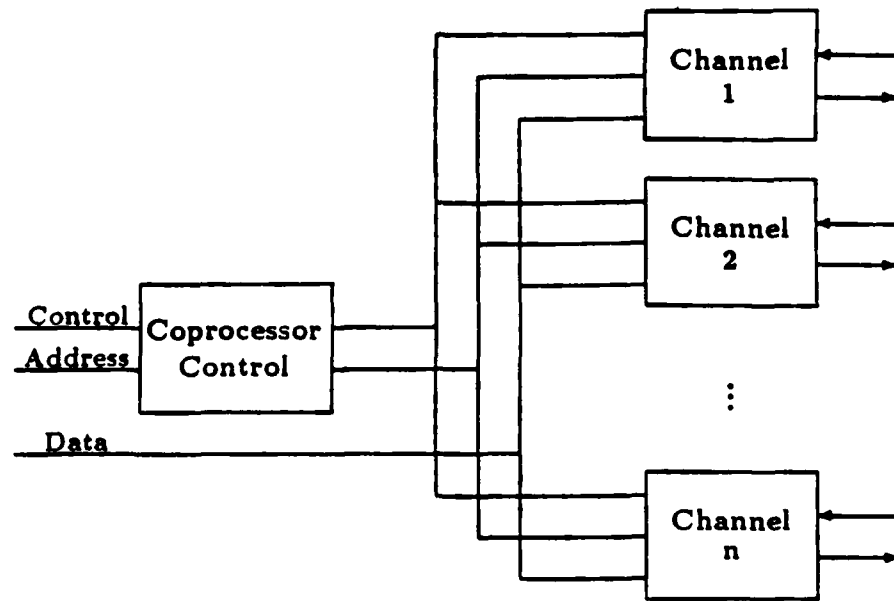 Channel
1
Channel
2
Control
Address
Coprocessor
Control
Data
Channel
n